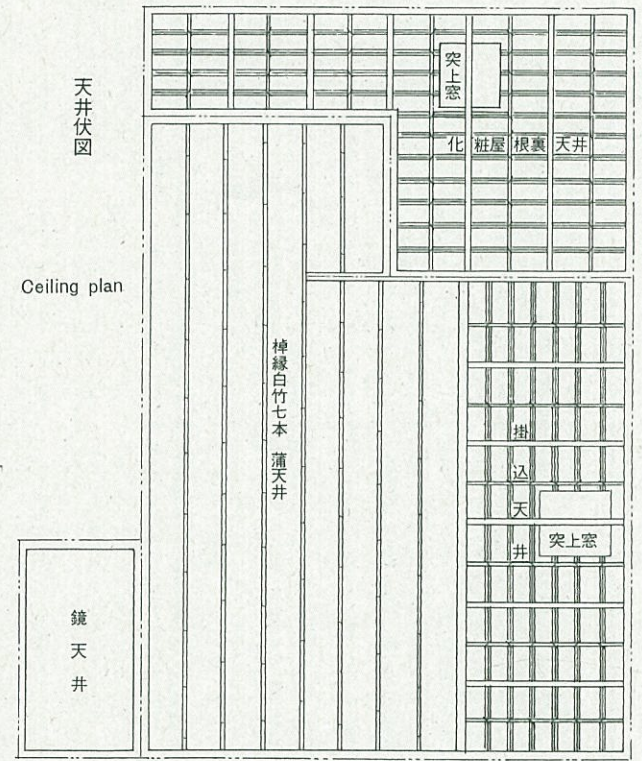 天井伏図
Ceiling plan
突上窓
化粧屋根裏天井
棹縁白竹七本 蒲天井
掛込天井
突上窓
鏡天井